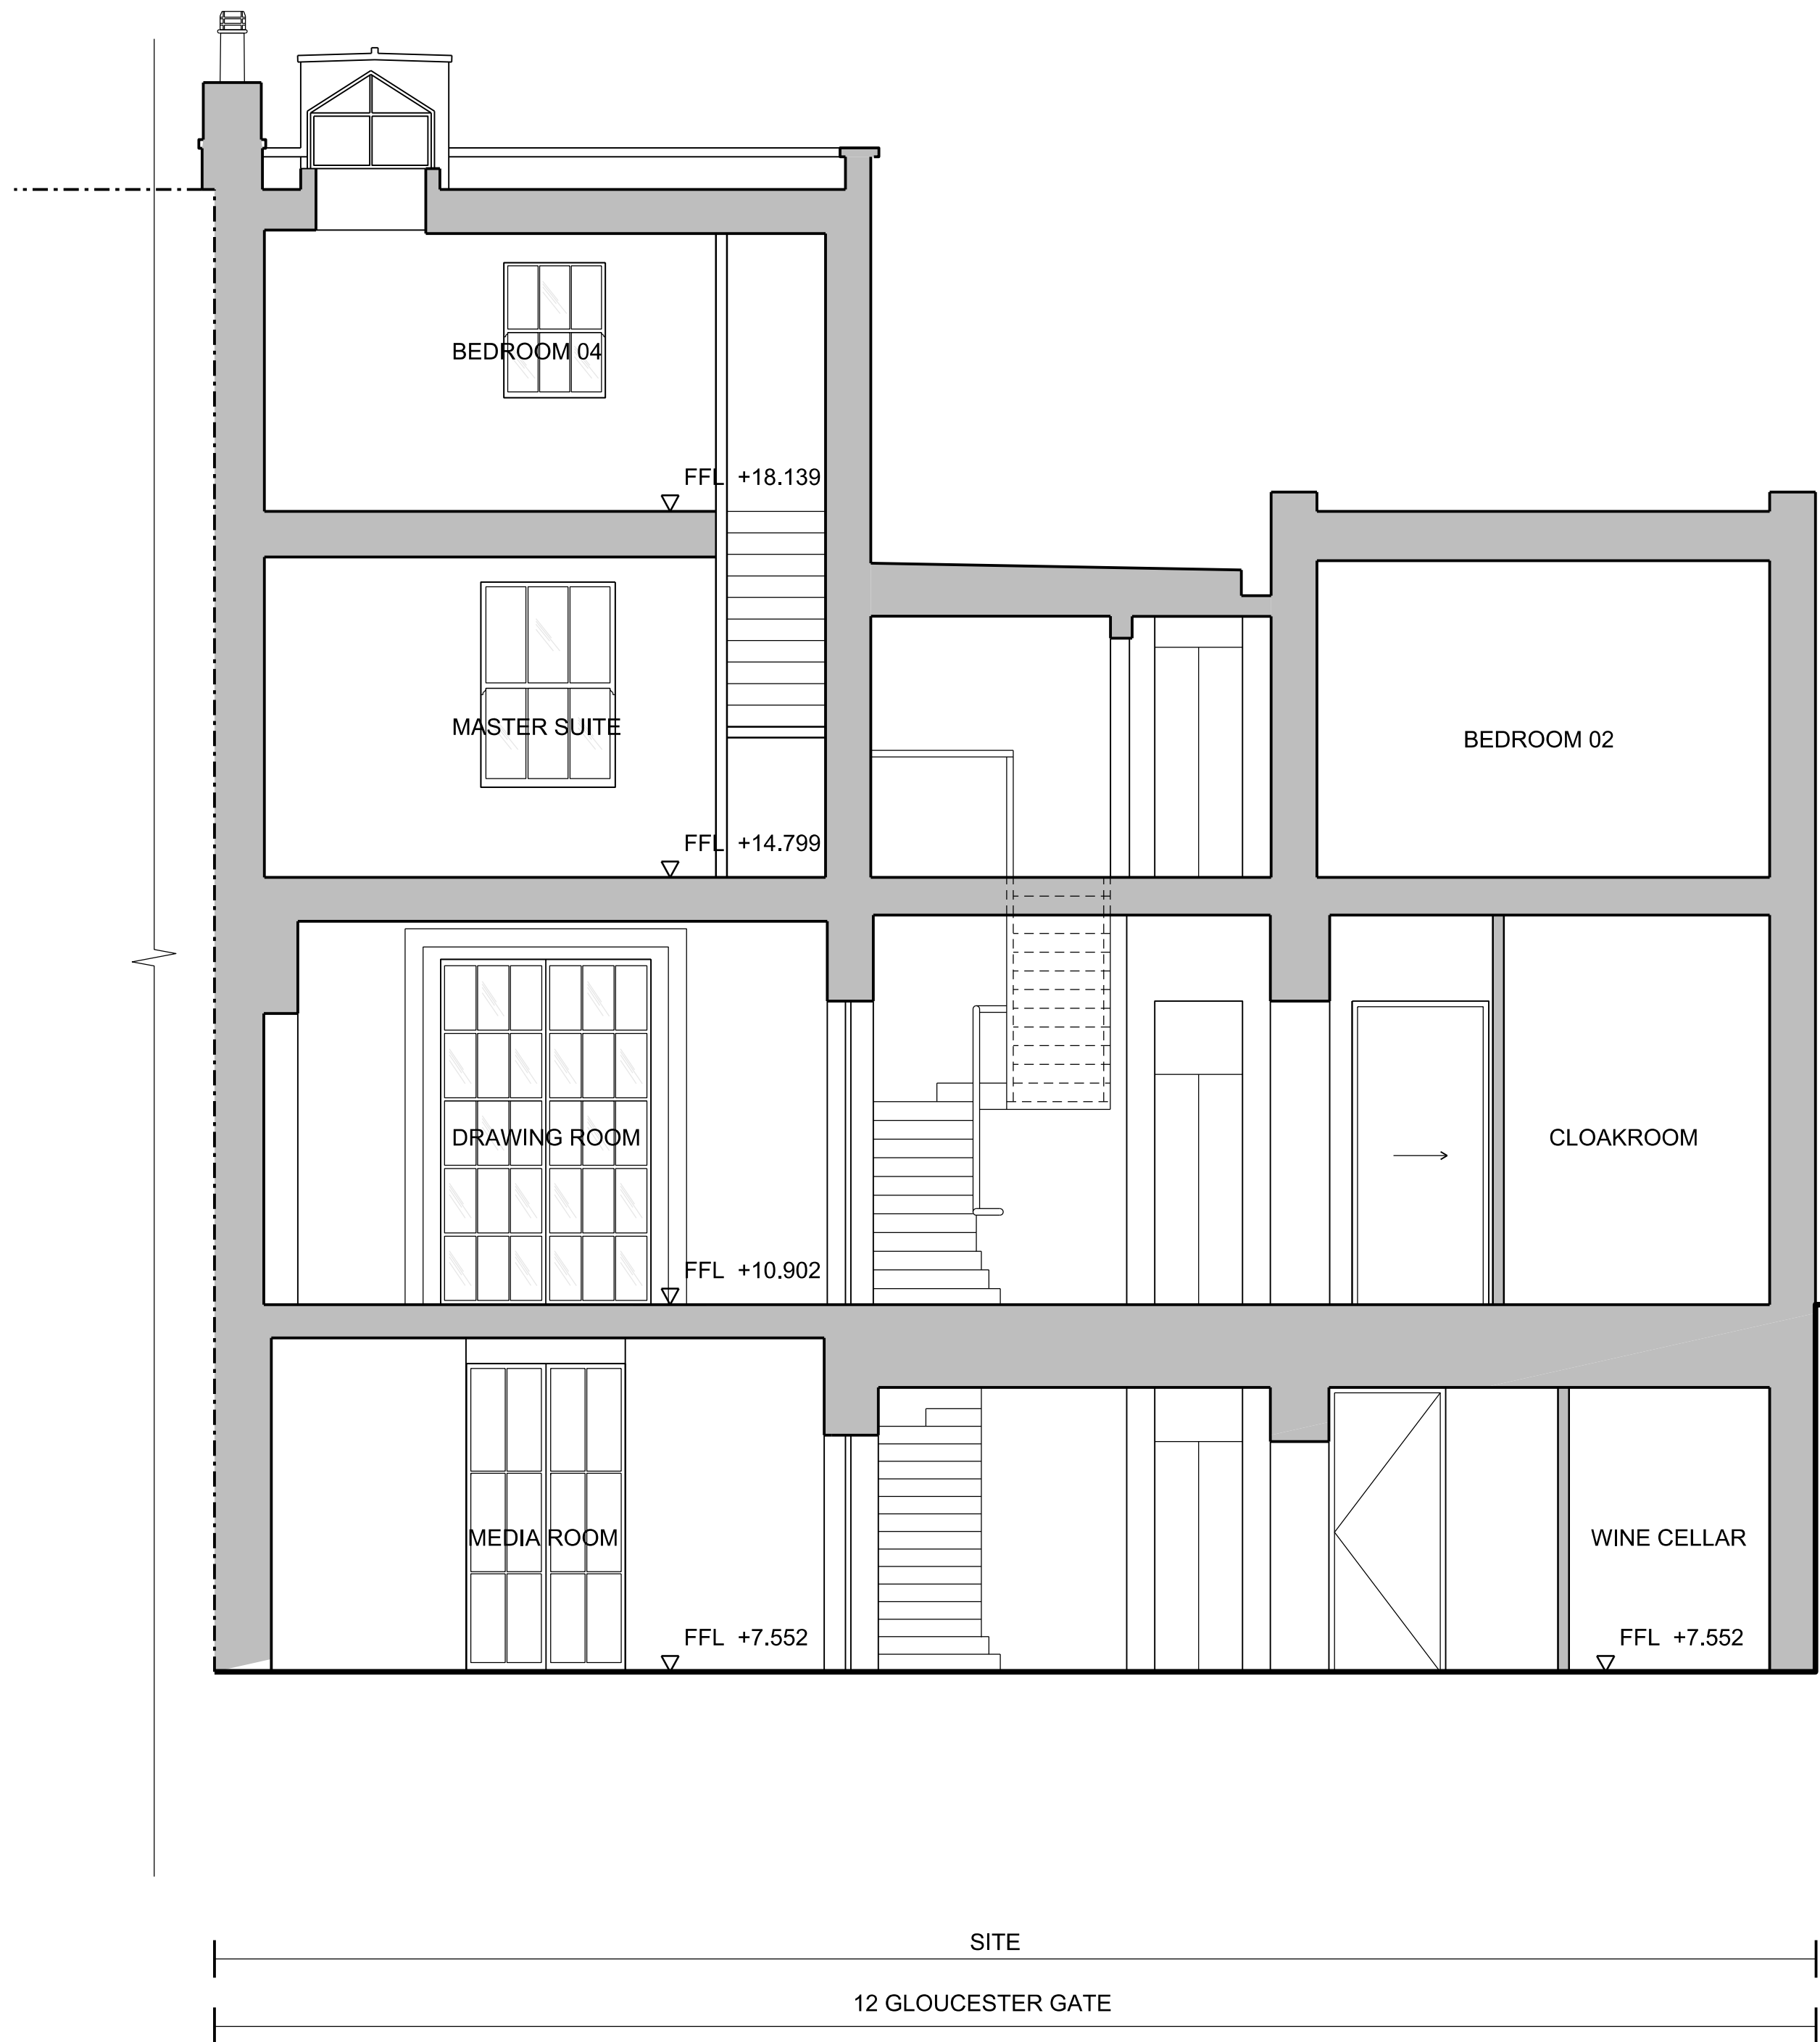 BEDROOM 04
FFL +18.139
MASTER SUITE
BEDROOM 02
FFL +14.799
DRAWING ROOM
CLOAKROOM
FFL +10.902
MEDIA ROOM
WINE CELLAR
FFL +7.552
FFL +7.552
SITE
12 GLOUCESTER GATE